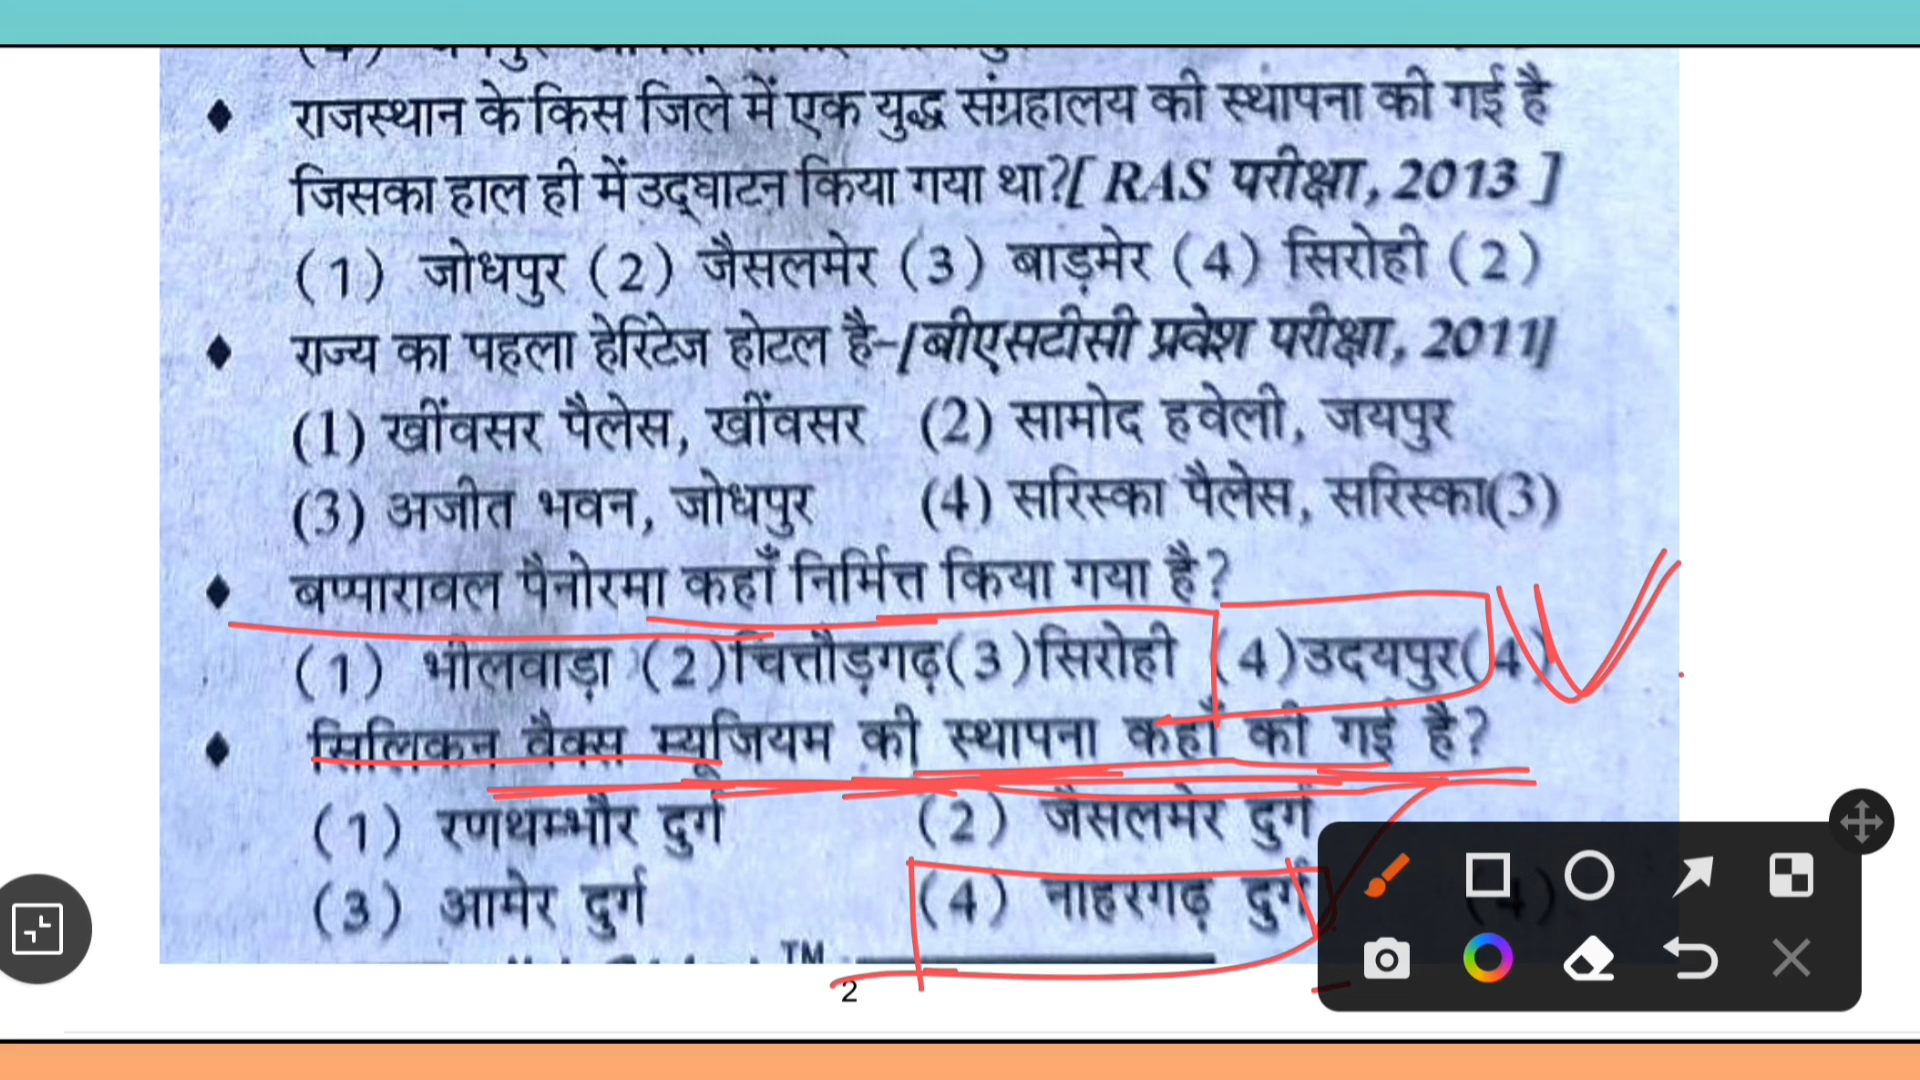 राजस्थान के किस जिले में एक युद्ध संग्रहालय की स्थापना की गई है
जिसका हाल ही में उद्‌घाटन किया गया था?[ RAS परीक्षा, 2013 ]
(1) जोधपुर (2) जैसलमेर (3) बाड़मेर (4) सिरोही (2)
राज्य का पहला हेरिटेज होटल है-[बीएसटीसी प्रवेश परीक्षा, 2011]
(1) खींवसर पैलेस, खींवसर (2) सामोद हवेली, जयपुर
(3) अजीत भवन, जोधपुर (4) सरिस्का पैलेस, सरिस्का(3)
बप्पारावल पैनोरमा कहाँ निर्मित्त किया गया है?
(1) भीलवाड़ा (2)चित्तौड़गढ़(3)सिरोही (4)उदयपुर(4)
सिलिकन वैक्स म्यूजियम की स्थापना कहाँ की गई है?
(1) रणथम्भौर दुर्ग (2) जैसलमेर दुर्ग
(3) आमेर दुर्ग (4) नाहरगढ़ दुर्ग (4)
TM
2